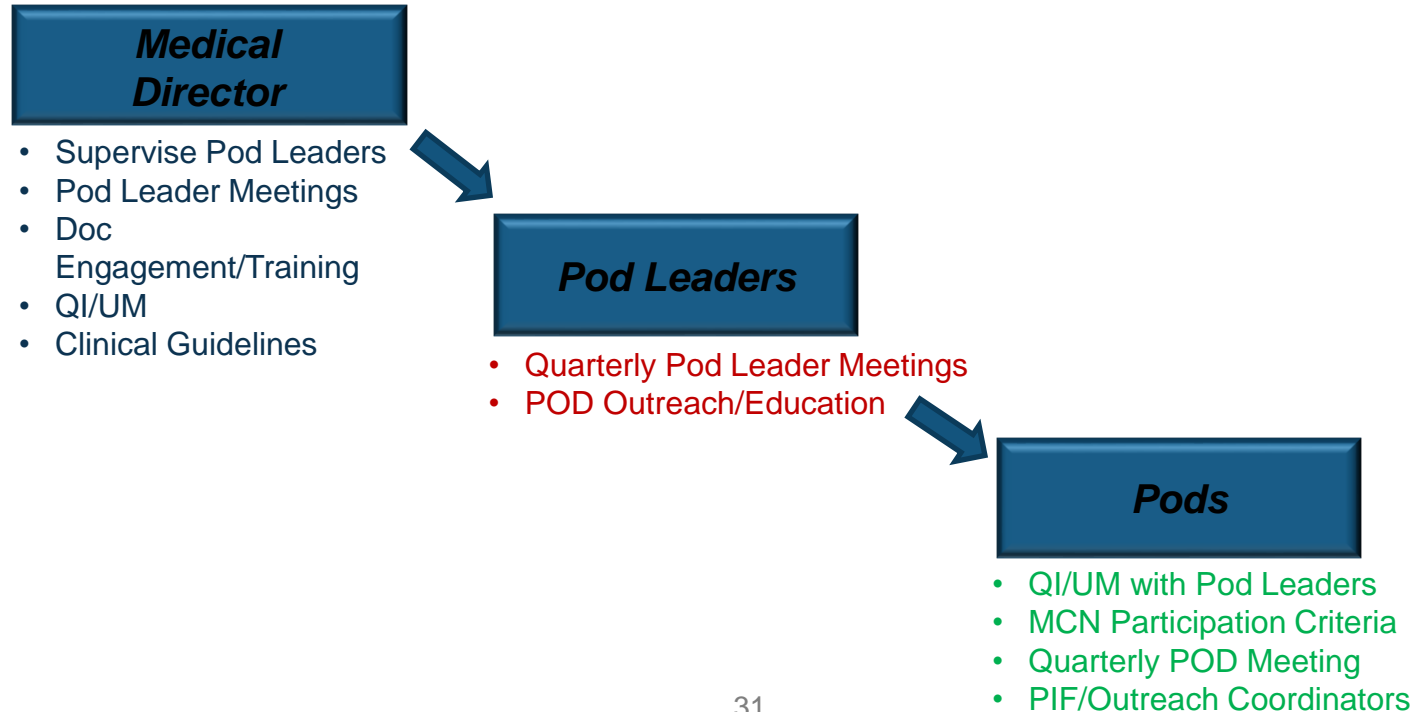 Medical
Director
• Supervise Pod Leaders
• Pod Leader Meetings
• Doc
Engagement/Training
• QI/UM
• Clinical Guidelines
Pod Leaders
• Quarterly Pod Leader Meetings
• POD Outreach/Education
Pods
• QI/UM with Pod Leaders
• MCN Participation Criteria
• Quarterly POD Meeting
• PIF/Outreach Coordinators
31